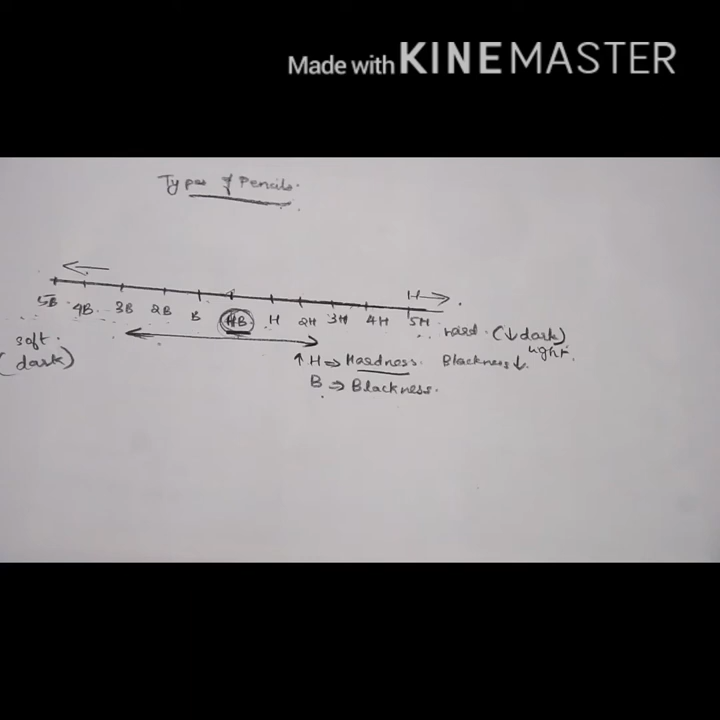 Made with KINEMASTER
Types of Pencils.
H
5B 4B 3B 2B B HB H 2H 3H 4H 5H
soft. hard. (↓dark)
(dark) light.
↑ H ⇒ Hardness. Blackness ↓.
B ⇒ Blackness.